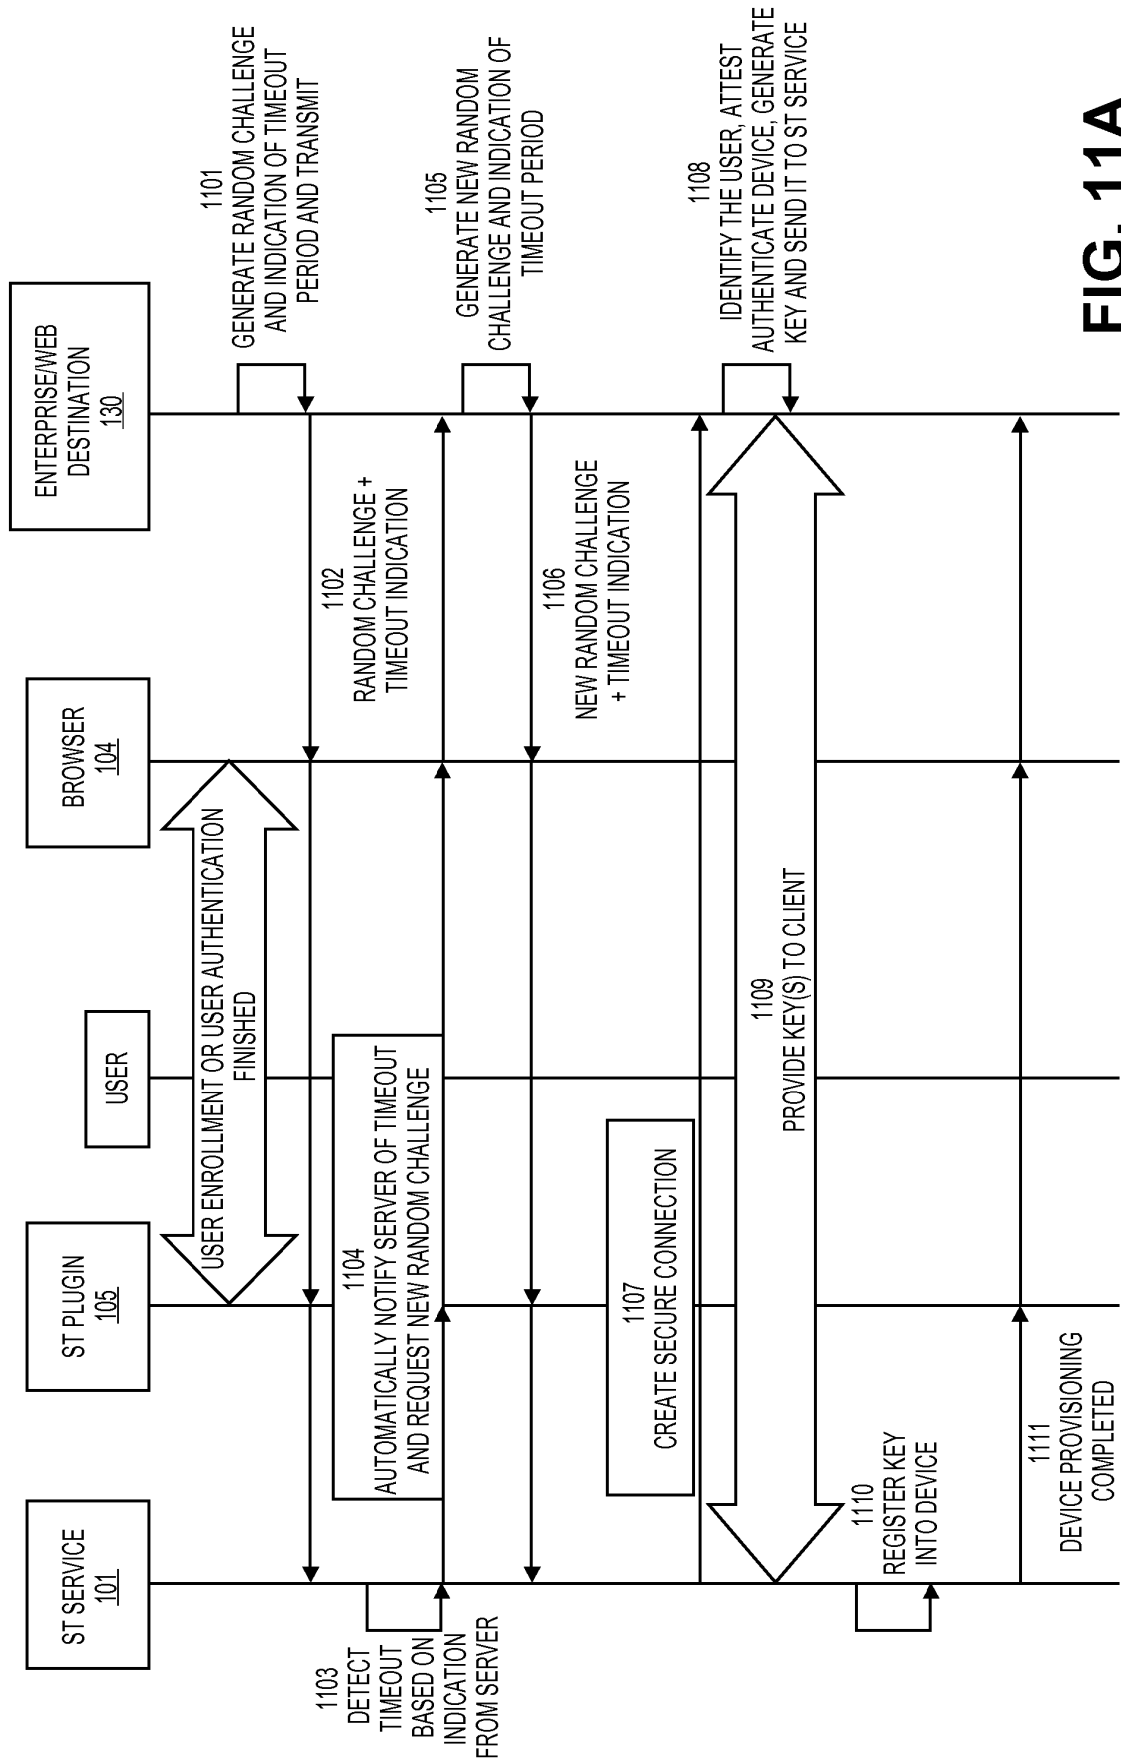 ST SERVICE
101
ST PLUGIN
105
USER
BROWSER
104
ENTERPRISE/WEB
DESTINATION
130
USER ENROLLMENT OR USER AUTHENTICATION
FINISHED
1101
GENERATE RANDOM CHALLENGE
AND INDICATION OF TIMEOUT
PERIOD AND TRANSMIT
1102
RANDOM CHALLENGE +
TIMEOUT INDICATION
1103
DETECT
TIMEOUT
BASED ON
INDICATION
FROM SERVER
1104
AUTOMATICALLY NOTIFY SERVER OF TIMEOUT
AND REQUEST NEW RANDOM CHALLENGE
1105
GENERATE NEW RANDOM
CHALLENGE AND INDICATION OF
TIMEOUT PERIOD
1106
NEW RANDOM CHALLENGE
+ TIMEOUT INDICATION
1107
CREATE SECURE CONNECTION
1108
IDENTIFY THE USER, ATTEST
AUTHENTICATE DEVICE, GENERATE
KEY AND SEND IT TO ST SERVICE
1109
PROVIDE KEY(S) TO CLIENT
1110
REGISTER KEY
INTO DEVICE
1111
DEVICE PROVISIONING
COMPLETED
FIG. 11A